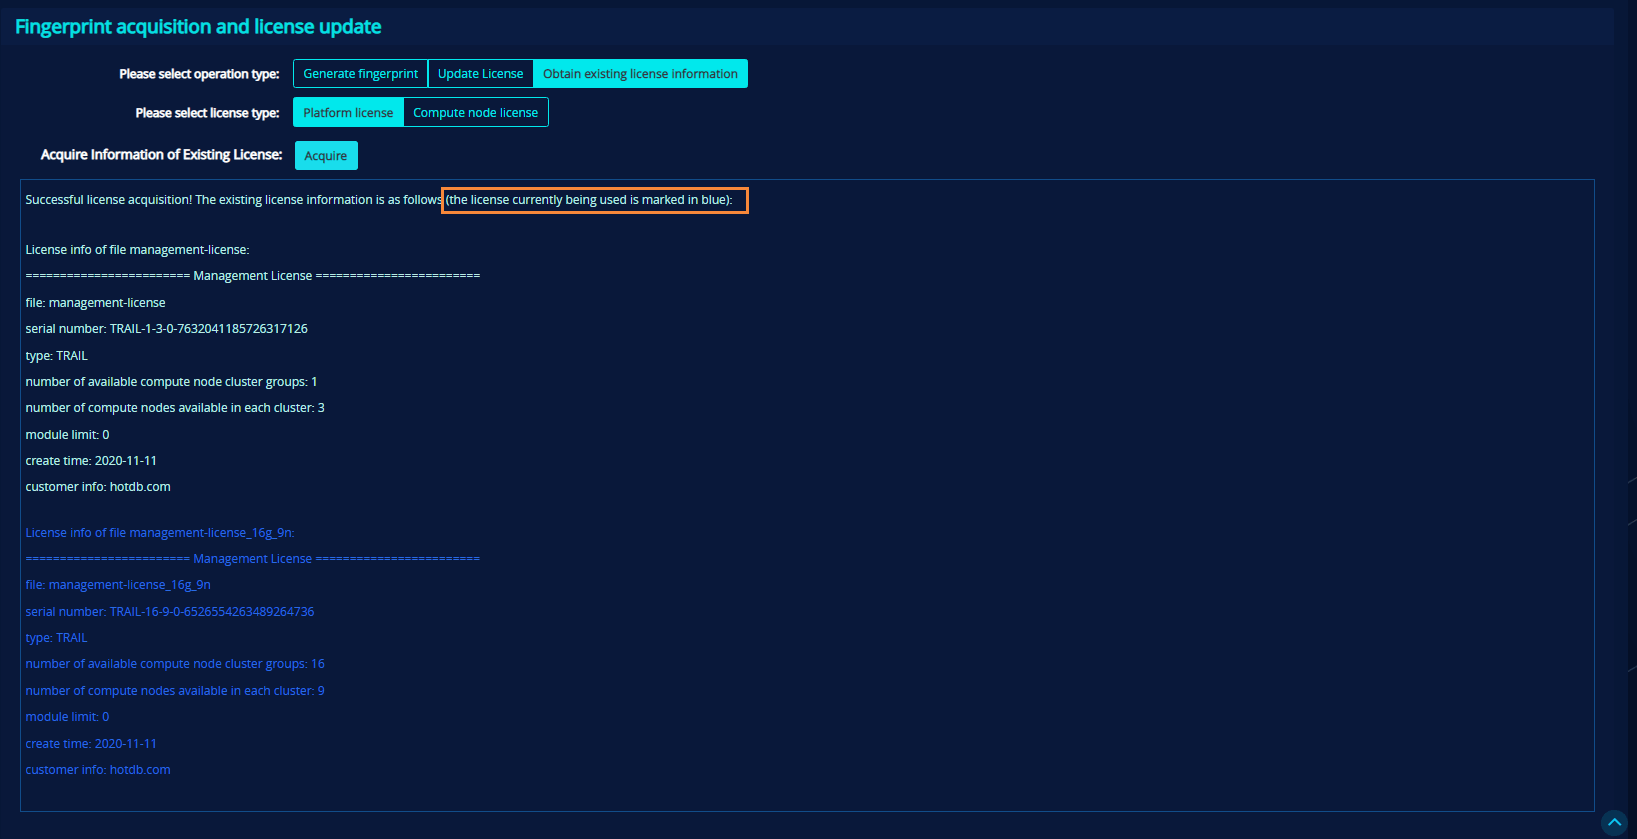 Fingerprint acquisition and license update
Please select operation type: Generate fingerprint Update License Obtain existing license information
Please select license type: Platform license Compute node license
Acquire Information of Existing License: Acquire
Successful license acquisition! The existing license information is as follows (the license currently being used is marked in blue):
License info of file management-license:
======================== Management License ========================
file: management-license
serial number: TRAIL-1-3-0-7632041185726317126
type: TRAIL
number of available compute node cluster groups: 1
number of compute nodes available in each cluster: 3
module limit: 0
create time: 2020-11-11
customer info: hotdb.com
License info of file management-license_16g_9n:
======================== Management License ========================
file: management-license_16g_9n
serial number: TRAIL-16-9-0-6526554263489264736
type: TRAIL
number of available compute node cluster groups: 16
number of compute nodes available in each cluster: 9
module limit: 0
create time: 2020-11-11
customer info: hotdb.com